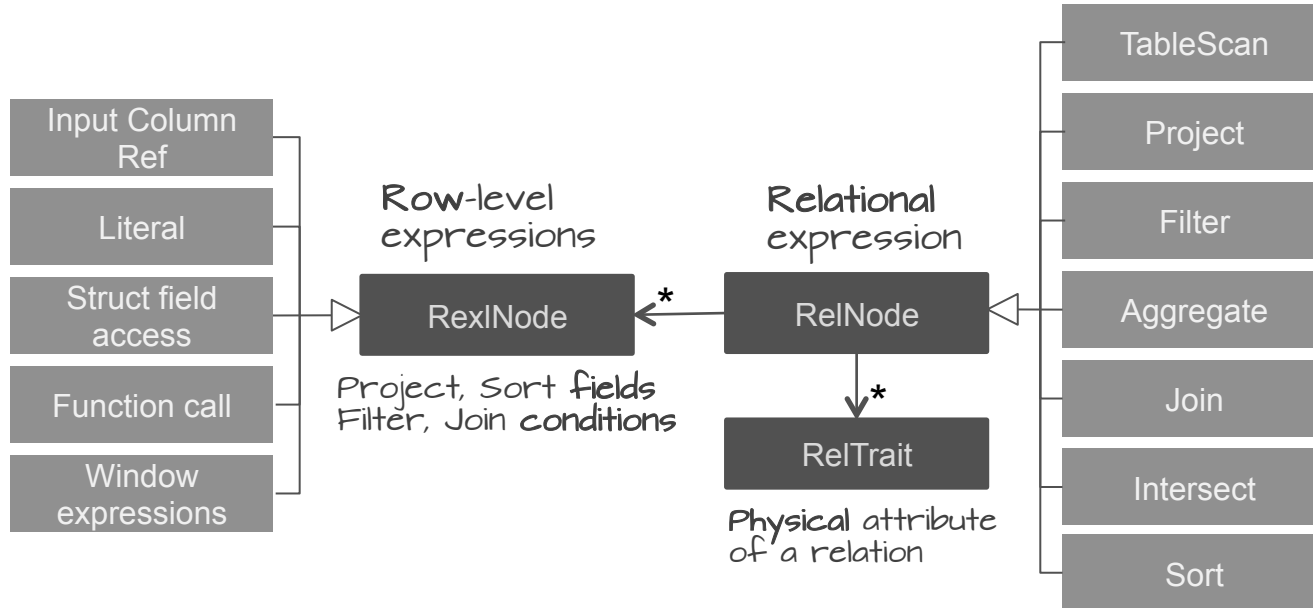 Input Column
Ref
Literal
Struct field
access
Function call
Window
expressions
Row-level
expressions
RexlNode
Project, Sort fields
Filter, Join conditions
*
Relational
expression
RelNode
*
RelTrait
Physical attribute
of a relation
TableScan
Project
Filter
Aggregate
Join
Intersect
Sort